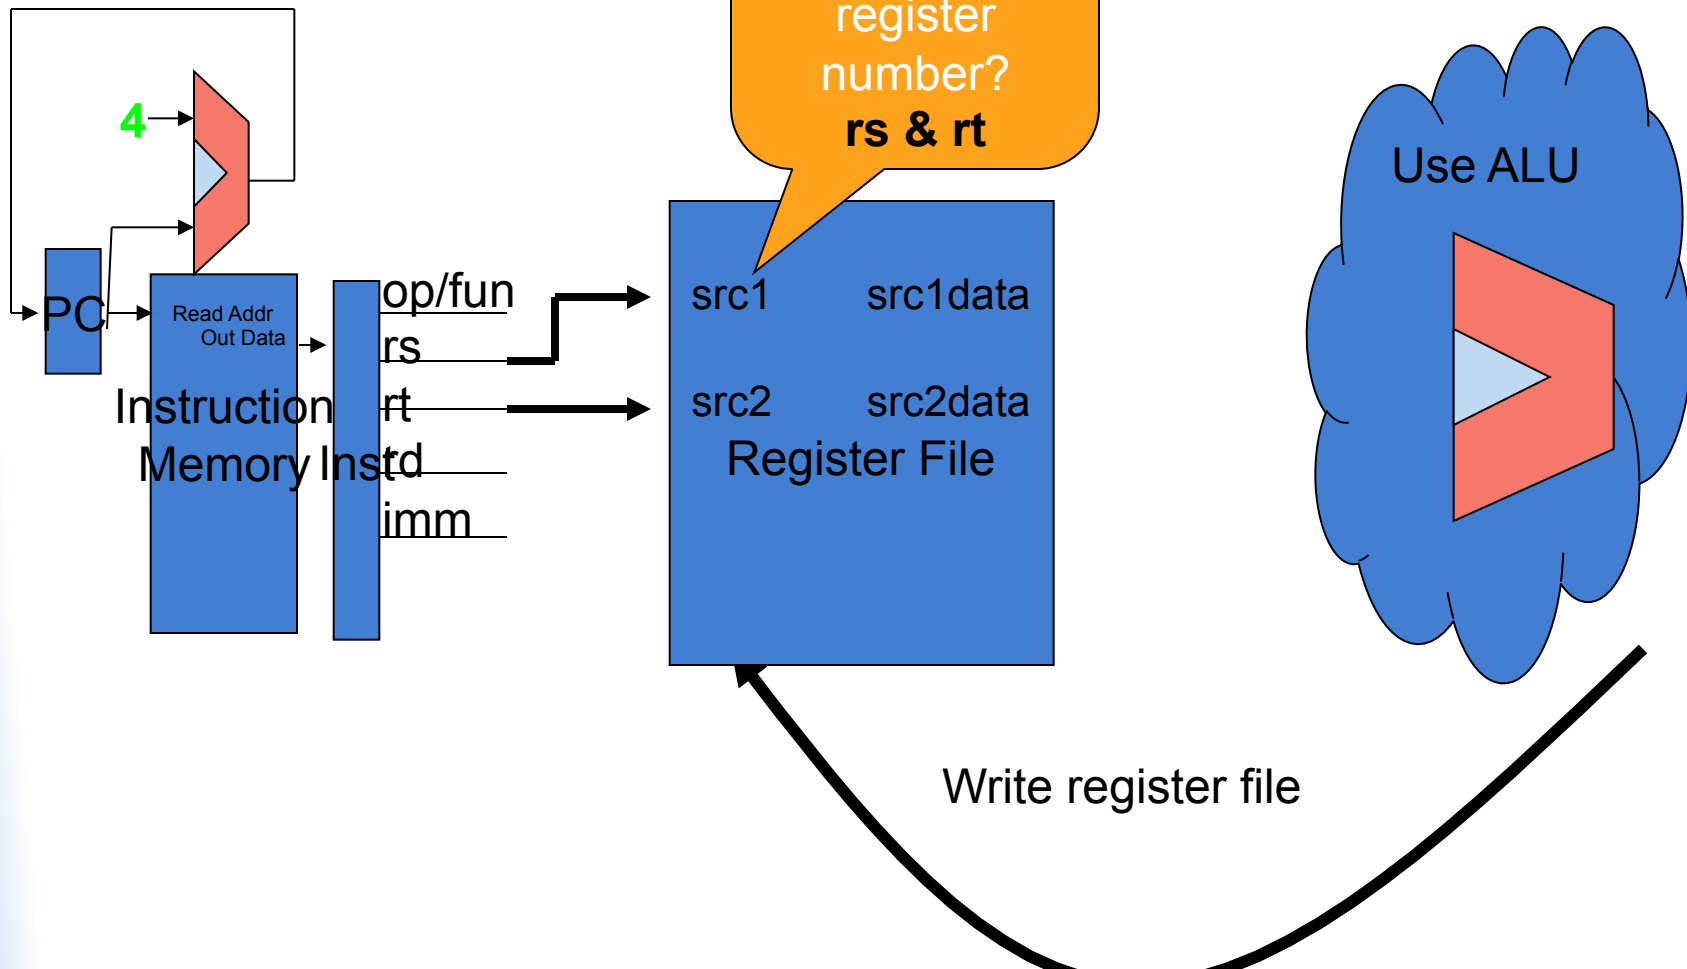 register
number?
rs & rt
4
Use ALU
PC
Read Addr
Out Data
op/fun
rs
rt
rd
imm
Instruction
Memory
Inst
src1 src1data
src2 src2data
Register File
Write register file